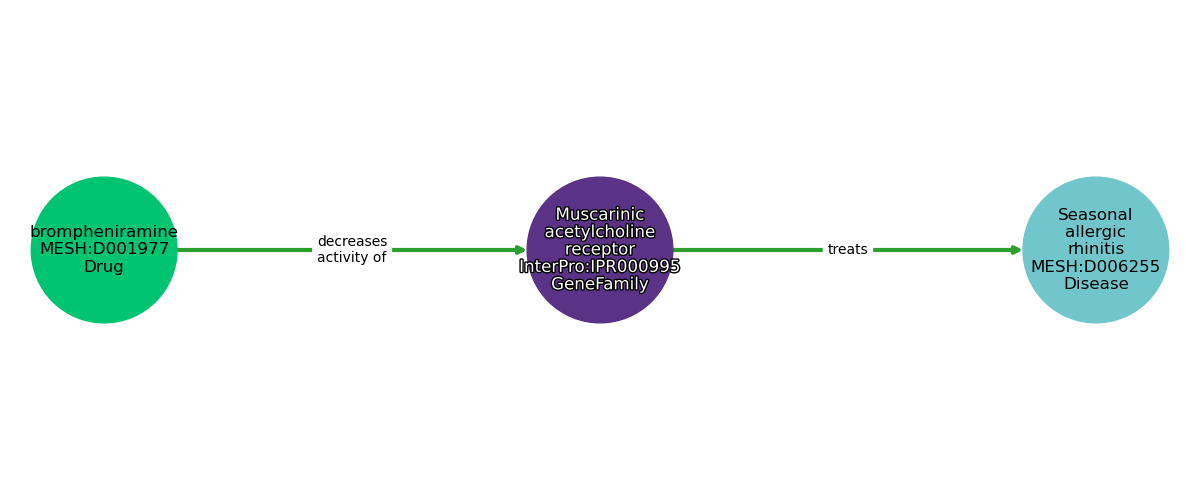 brompheniramine
MESH:D001977
Drug
decreases
activity of
Muscarinic
acetylcholine
receptor
InterPro:IPR000995
GeneFamily
treats
Seasonal
allergic
rhinitis
MESH:D006255
Disease